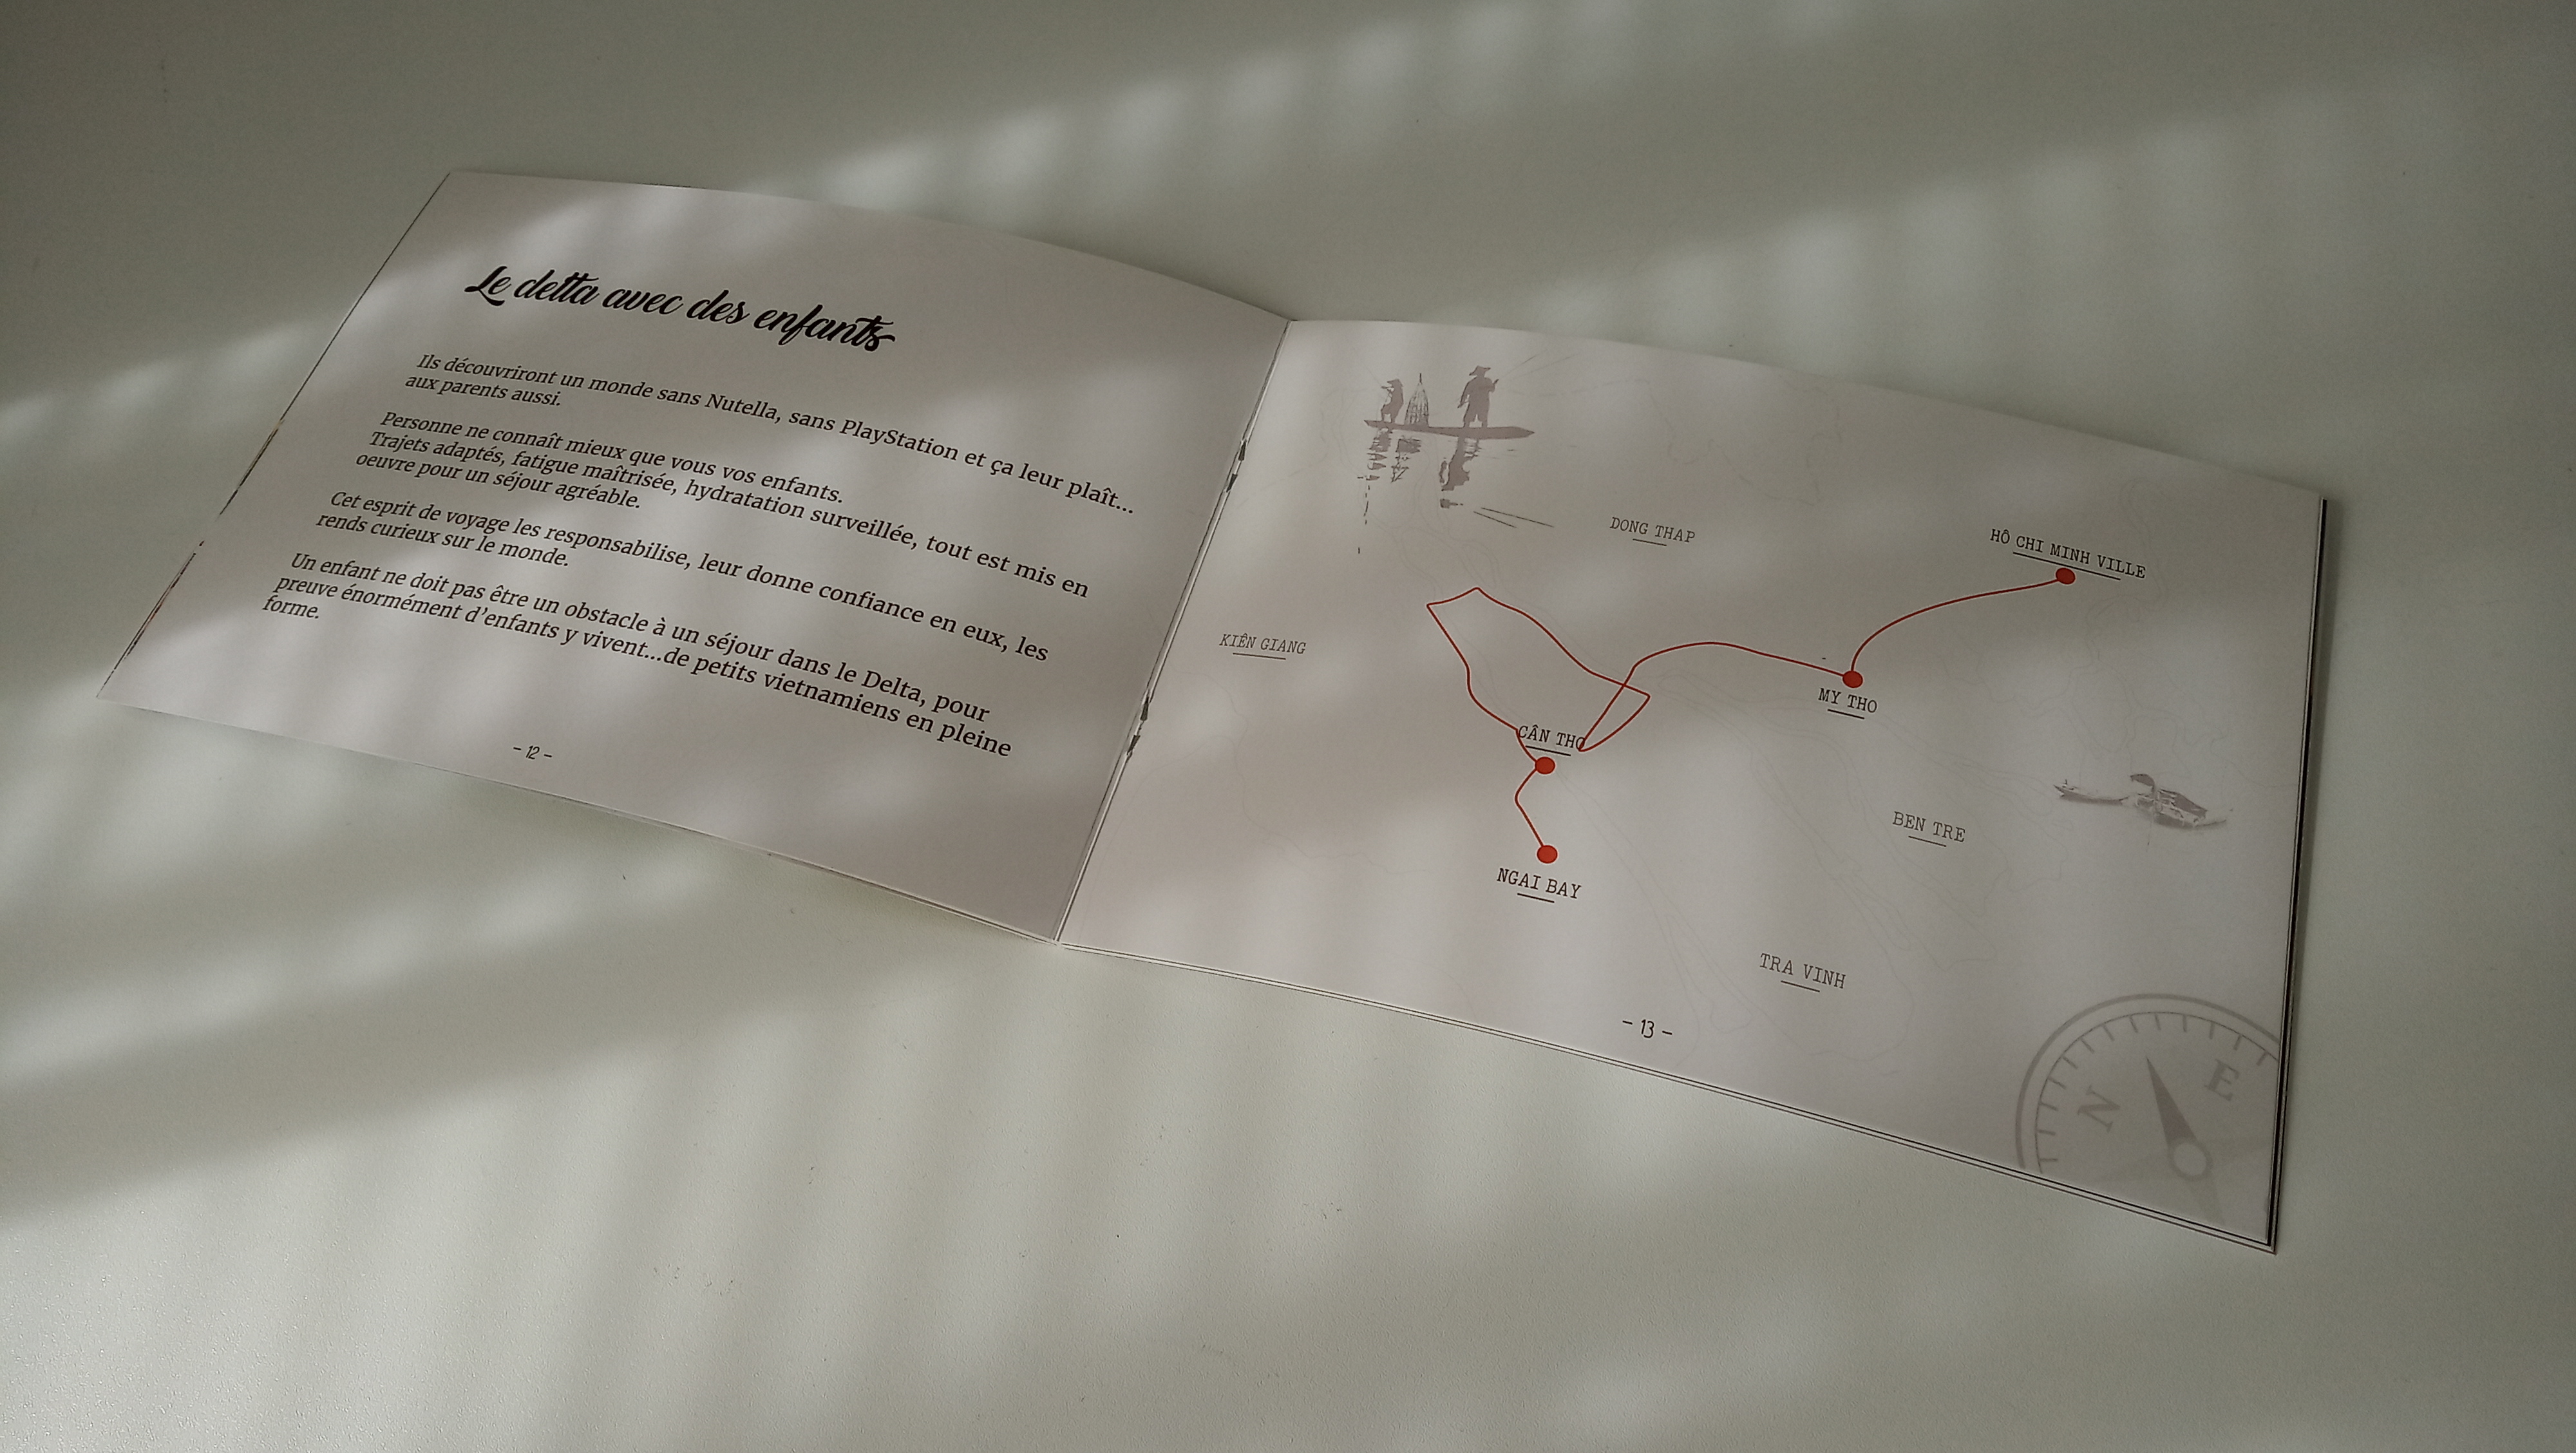 Le delta avec des enfants
Ils découvriront un monde sans Nutella, sans PlayStation et ça leur plaît...
aux parents aussi.
Personne ne connaît mieux que vous vos enfants.
Trajets adaptés, fatigue maîtrisée, hydratation surveillée, tout est mis en
oeuvre pour un séjour agréable.
Cet esprit de voyage les responsabilise, leur donne confiance en eux, les
rends curieux sur le monde.
Un enfant ne doit pas être un obstacle à un séjour dans le Delta, pour
preuve énormément d'enfants y vivent...de petits vietnamiens en pleine
forme.
- 12 -
DONG THAP
HÔ CHI MINH VILLE
KIÊN GIANG
MY THO
CÂN THO
BEN TRE
NGAI BAY
TRA VINH
- 13 -
N
E